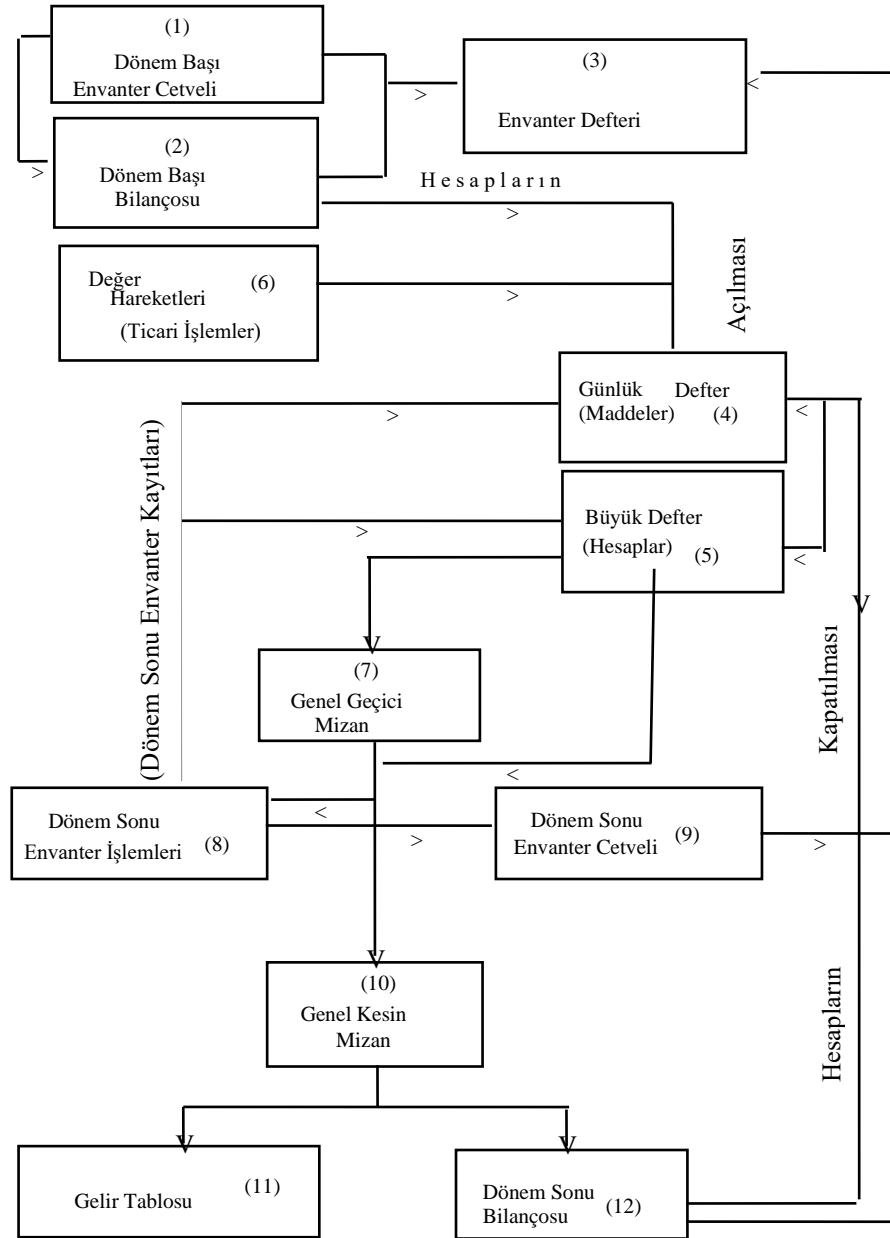 (1)
Dönem Başı
Envanter Cetveli
(3)
Envanter Defteri
>
<
(2)
Dönem Başı
Bilançosu
>
Hesapların
>
Açılması
Değer (6)
Hareketleri
(Ticari İşlemler)
>
Günlük Defter
(Maddeler) (4)
>
<
(Dönem Sonu Envanter Kayıtları)
Büyük Defter
(Hesaplar) (5)
>
<
V
Kapatılması
V
(7)
Genel Geçici
Mizan
<
Dönem Sonu
Envanter İşlemleri (8)
<
>
Dönem Sonu
Envanter Cetveli (9)
>
V
Hesapların
(10)
Genel Kesin
Mizan
V
V
V
Gelir Tablosu (11)
Dönem Sonu
Bilançosu (12)